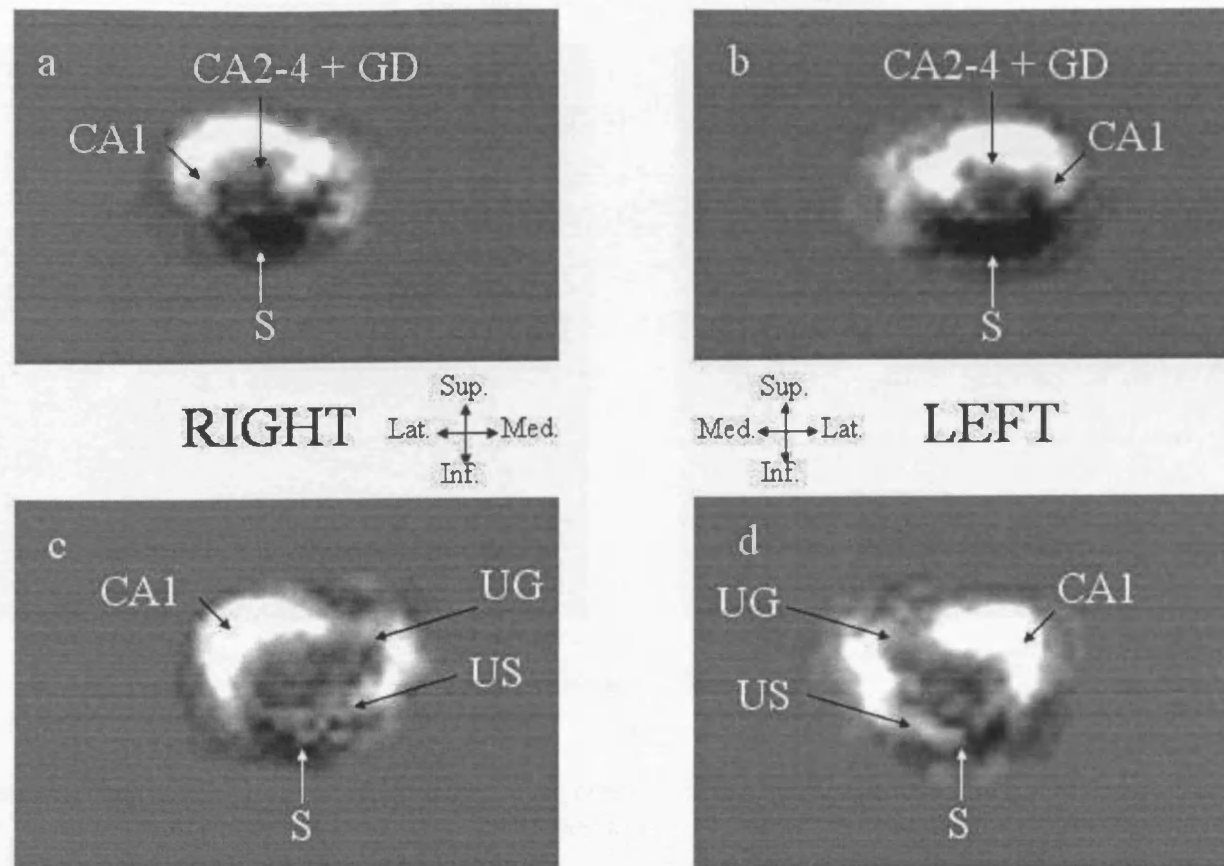 a
CA2-4 + GD
CA1
S
b
CA2-4 + GD
CA1
S
RIGHT
Sup.
Lat. Med.
Inf.
Sup.
Med. Lat.
Inf.
LEFT
c
CA1
UG
US
S
d
UG
CA1
US
S